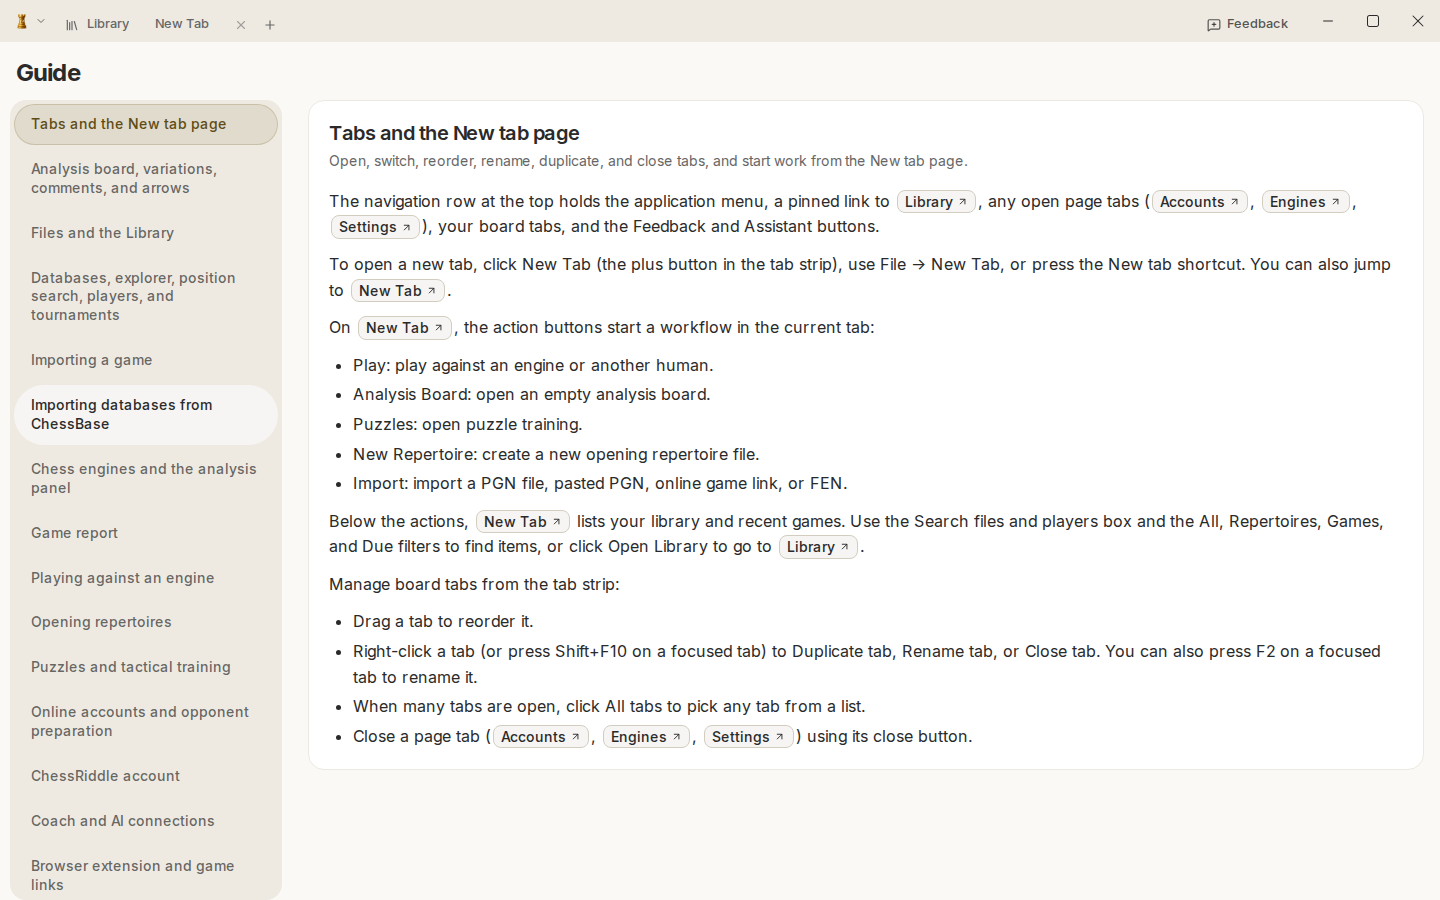 Library
New Tab
Feedback
Guide
Tabs and the New tab page
Analysis board, variations,
comments, and arrows
Files and the Library
Databases, explorer, position
search, players, and
tournaments
Importing a game
Importing databases from
ChessBase
Chess engines and the analysis
panel
Game report
Playing against an engine
Opening repertoires
Puzzles and tactical training
Online accounts and opponent
preparation
ChessRiddle account
Coach and AI connections
Browser extension and game
links
Tabs and the New tab page
Open, switch, reorder, rename, duplicate, and close tabs, and start work from the New tab page.
The navigation row at the top holds the application menu, a pinned link to Library, any open page tabs (Accounts, Engines,
Settings), your board tabs, and the Feedback and Assistant buttons.
To open a new tab, click New Tab (the plus button in the tab strip), use File → New Tab, or press the New tab shortcut. You can also jump
to New Tab.
On New Tab, the action buttons start a workflow in the current tab:
• Play: play against an engine or another human.
• Analysis Board: open an empty analysis board.
• Puzzles: open puzzle training.
• New Repertoire: create a new opening repertoire file.
• Import: import a PGN file, pasted PGN, online game link, or FEN.
Below the actions, New Tab lists your library and recent games. Use the Search files and players box and the All, Repertoires, Games,
and Due filters to find items, or click Open Library to go to Library.
Manage board tabs from the tab strip:
• Drag a tab to reorder it.
• Right-click a tab (or press Shift+F10 on a focused tab) to Duplicate tab, Rename tab, or Close tab. You can also press F2 on a focused
tab to rename it.
• When many tabs are open, click All tabs to pick any tab from a list.
• Close a page tab (Accounts, Engines, Settings) using its close button.